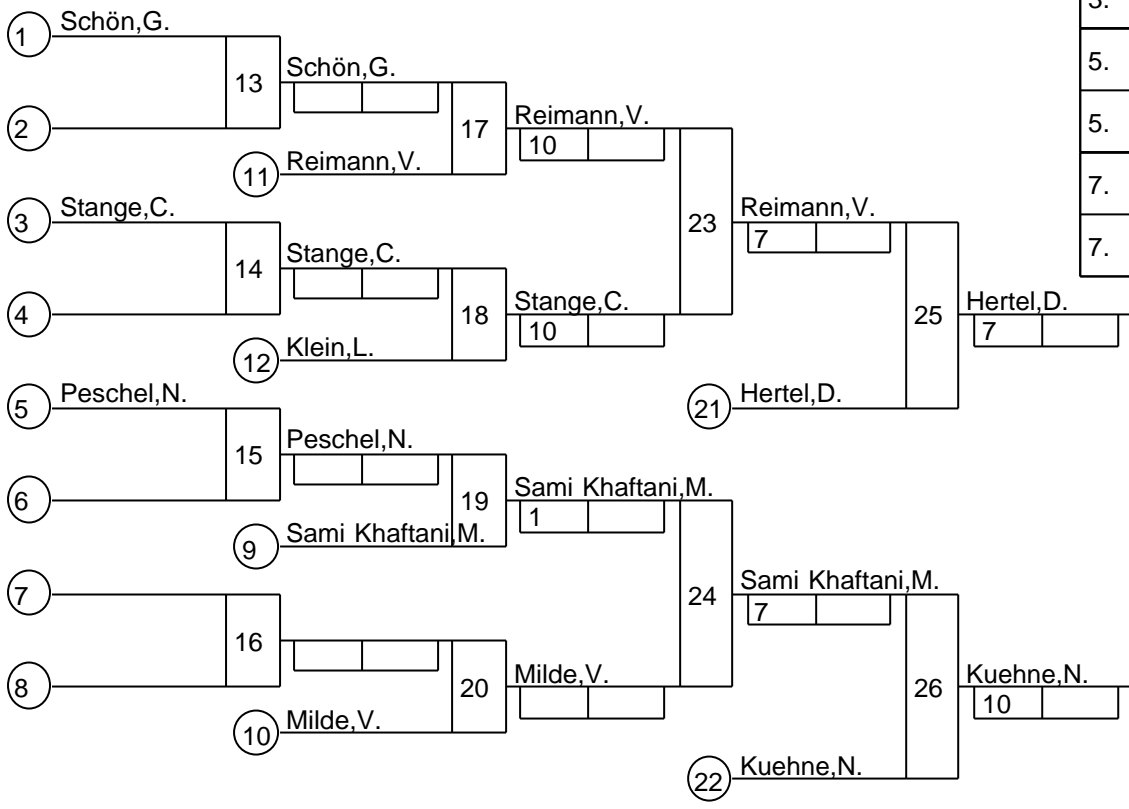 3.
1 Schön,G.
5.
13 Schön,G.
2 17 Reimann,V.
5.
10
11 Reimann,V.
7.
3 Stange,C.
23 Reimann,V.
7
7.
14 Stange,C.
4 18 Stange,C.
10
25 Hertel,D.
7
12 Klein,L.
5 Peschel,N.
21 Hertel,D.
15 Peschel,N.
6 19 Sami Khaftani,M.
1
9 Sami Khaftani,M.
7
24 Sami Khaftani,M.
7
16
8 20 Milde,V.
26 Kuehne,N.
10
10 Milde,V.
22 Kuehne,N.